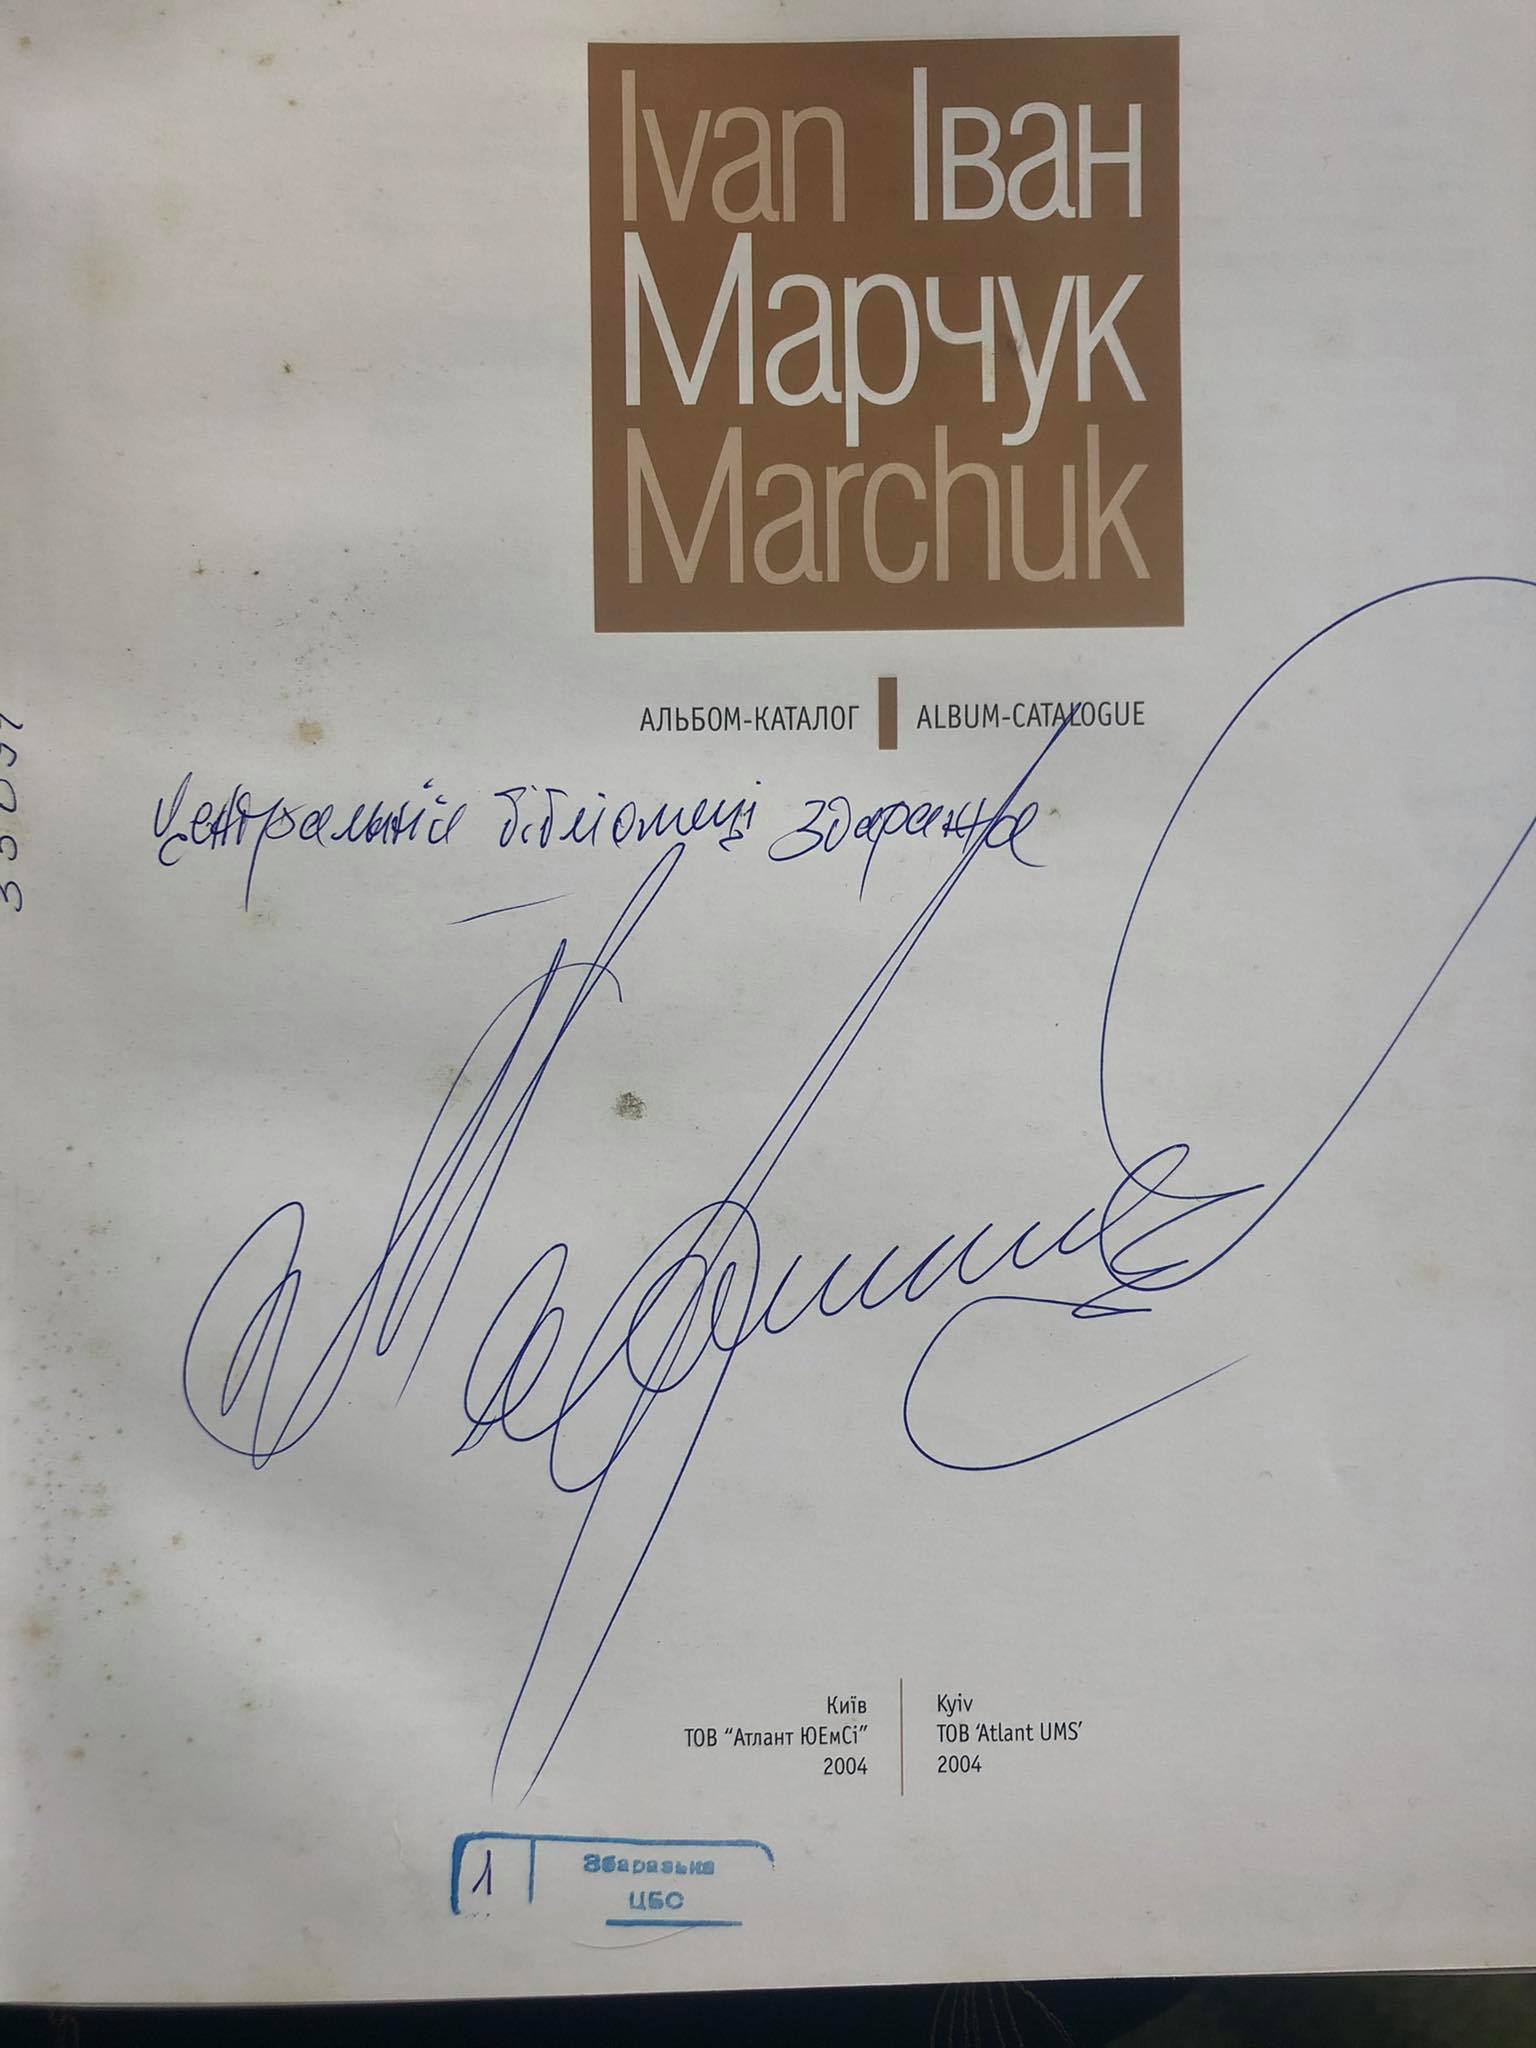 Ivan Іван
Марчук
Marchuk
АЛЬБОМ-КАТАЛОГ ALBUM-CATALOGUE
Центральній бібліотеці Збаража
Київ
ТОВ “Атлант ЮЕмСі”
2004
Kyiv
TOB ‘Atlant UMS’
2004
1
Збаразька
ЦБС